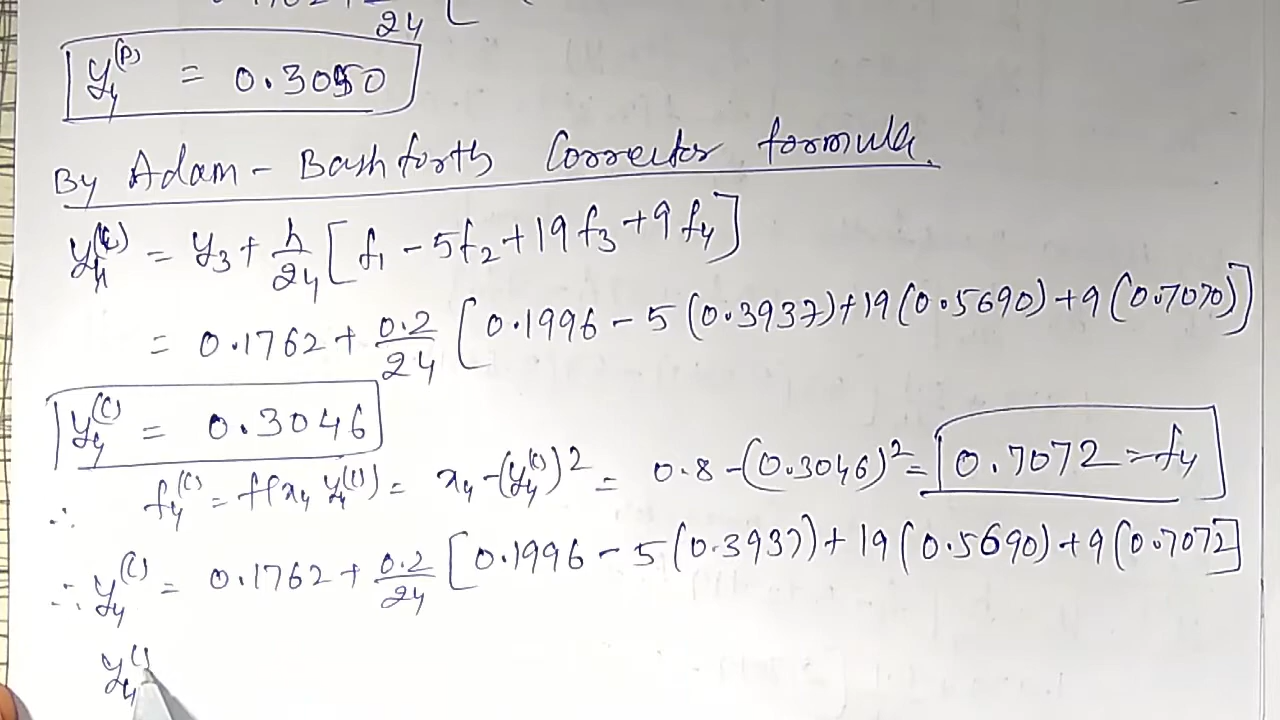 24 [
y₄⁽ᴾ⁾ = 0.3050
By Adam - Bashforth Corrector formula.
y₄⁽ᶜ⁾ = y₃ + h/24 [f₁ - 5f₂ + 19f₃ + 9f₄]
= 0.1762 + 0.2/24 [0.1996 - 5(0.3937) + 19(0.5690) + 9(0.7070)]
y₄⁽ᶜ⁾ = 0.3046
∴ f₄⁽ᶜ⁾ = f(x₄ y₄⁽ᶜ⁾) = x₄ - (y₄⁽ᶜ⁾)² = 0.8 - (0.3046)² = 0.7072 = f₄
∴ y₄⁽ᶜ⁾ = 0.1762 + 0.2/24 [0.1996 - 5(0.3937) + 19(0.5690) + 9(0.7072]
y₄⁽